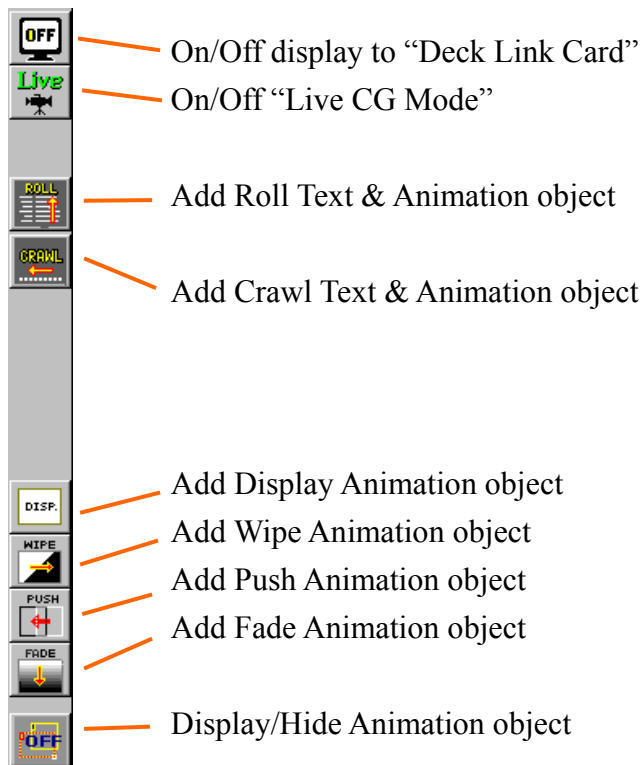 OFF
On/Off display to “Deck Link Card”
Live
On/Off “Live CG Mode”
ROLL
Add Roll Text & Animation object
CRAWL
Add Crawl Text & Animation object
DISP.
Add Display Animation object
WIPE
Add Wipe Animation object
PUSH
Add Push Animation object
FADE
Add Fade Animation object
OFF
Display/Hide Animation object